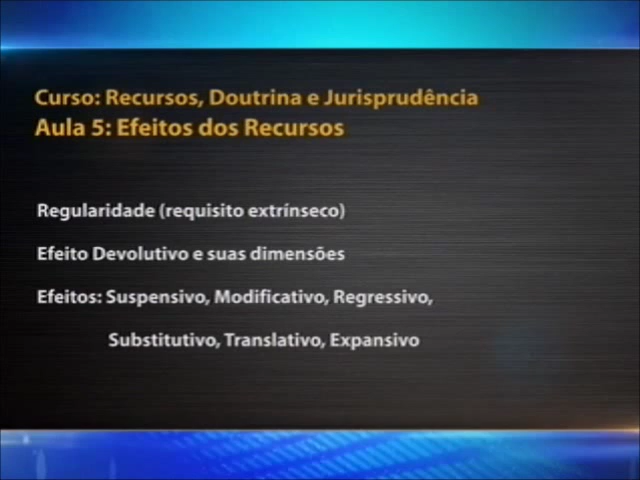 Curso: Recursos, Doutrina e Jurisprudência
Aula 5: Efeitos dos Recursos
Regularidade (requisito extrínseco)
Efeito Devolutivo e suas dimensões
Efeitos: Suspensivo, Modificativo, Regressivo,
Substitutivo, Translativo, Expansivo